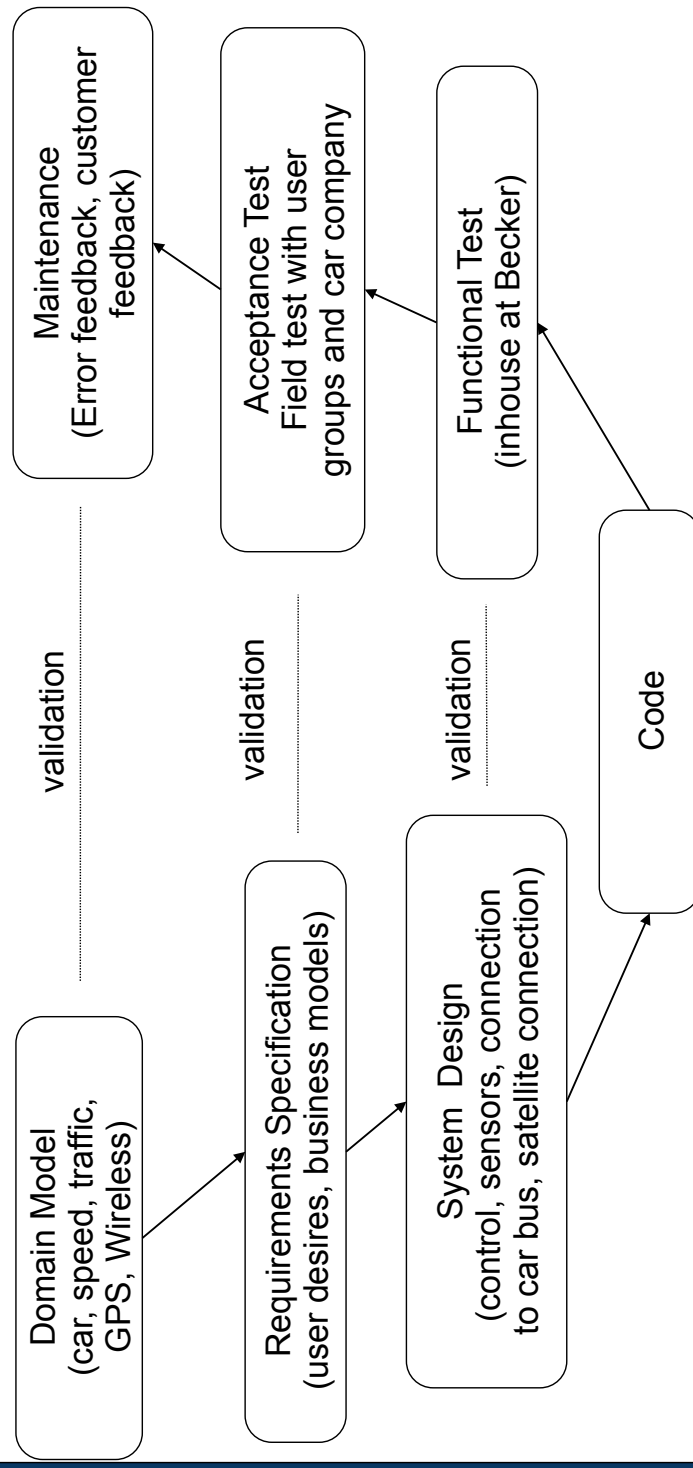 Domain Model
(car, speed, traffic,
GPS, Wireless)
validation
Maintenance
(Error feedback, customer
feedback)
Requirements Specification
(user desires, business models)
validation
Acceptance Test
Field test with user
groups and car company
System Design
(control, sensors, connection
to car bus, satellite connection)
validation
Functional Test
(inhouse at Becker)
Code